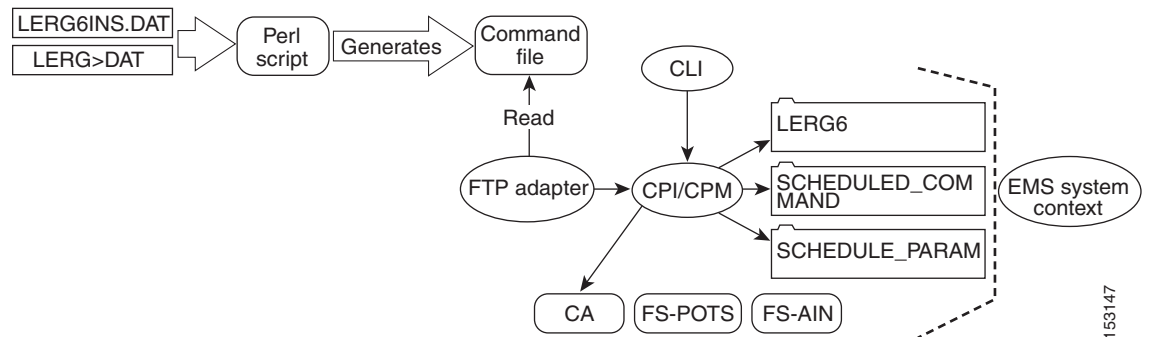 LERG6INS.DAT
LERG>DAT
Perl
script
Generates
Command
file
CLI
Read
LERG6
FTP adapter
CPI/CPM
SCHEDULED_COM
MAND
EMS system
context
SCHEDULE_PARAM
CA
FS-POTS
FS-AIN
153147